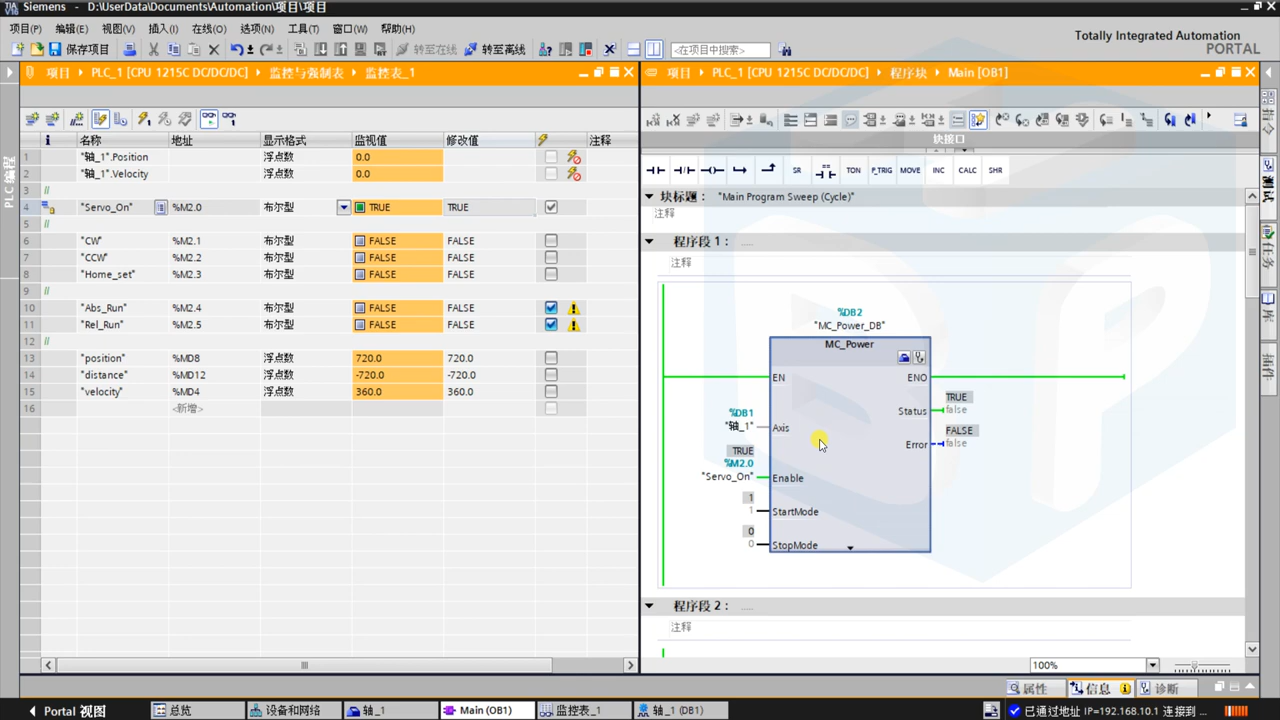 Siemens - D:\UserData\Documents\Automation\项目\项目
项目(P) 编辑(E) 视图(V) 插入(I) 在线(O) 选项(N) 工具(T) 窗口(W) 帮助(H)
Totally Integrated Automation
PORTAL
保存项目 转至在线 转至离线 <在项目中搜索>
项目 PLC_1 [CPU 1215C DC/DC/DC] 监控与强制表 监控表_1
i 名称 地址 显示格式 监视值 修改值 注释
1 "轴_1".Position 浮点数 0.0
2 "轴_1".Velocity 浮点数 0.0
3 //
4 "Servo_On" %M2.0 布尔型 TRUE TRUE
5 //
6 "CW" %M2.1 布尔型 FALSE FALSE
7 "CCW" %M2.2 布尔型 FALSE FALSE
8 "Home_set" %M2.3 布尔型 FALSE FALSE
9 //
10 "Abs_Run" %M2.4 布尔型 FALSE FALSE
11 "Rel_Run" %M2.5 布尔型 FALSE FALSE
12 //
13 "position" %MD8 浮点数 720.0 720.0
14 "distance" %MD12 浮点数 -720.0 -720.0
15 "velocity" %MD4 浮点数 360.0 360.0
16 <新增>
PLC 编程
项目 PLC_1 [CPU 1215C DC/DC/DC] 程序块 Main [OB1]
块接口
SR TON P_TRIG MOVE INC CALC SHR
块标题： "Main Program Sweep (Cycle)"
注释
程序段 1： .....
注释
%DB2
"MC_Power_DB"
MC_Power
EN ENO
TRUE
Status false
%DB1
"轴_1" Axis
FALSE
Error false
TRUE
%M2.0
"Servo_On" Enable
1
1 StartMode
0
0 StopMode
程序段 2： .....
注释
100%
测试
任务
插件
属性 信息 诊断
Portal 视图 总览 设备和网络 轴_1 Main (OB1) 监控表_1 轴_1 (DB1) 已通过地址 IP=192.168.10.1 连接到 ...